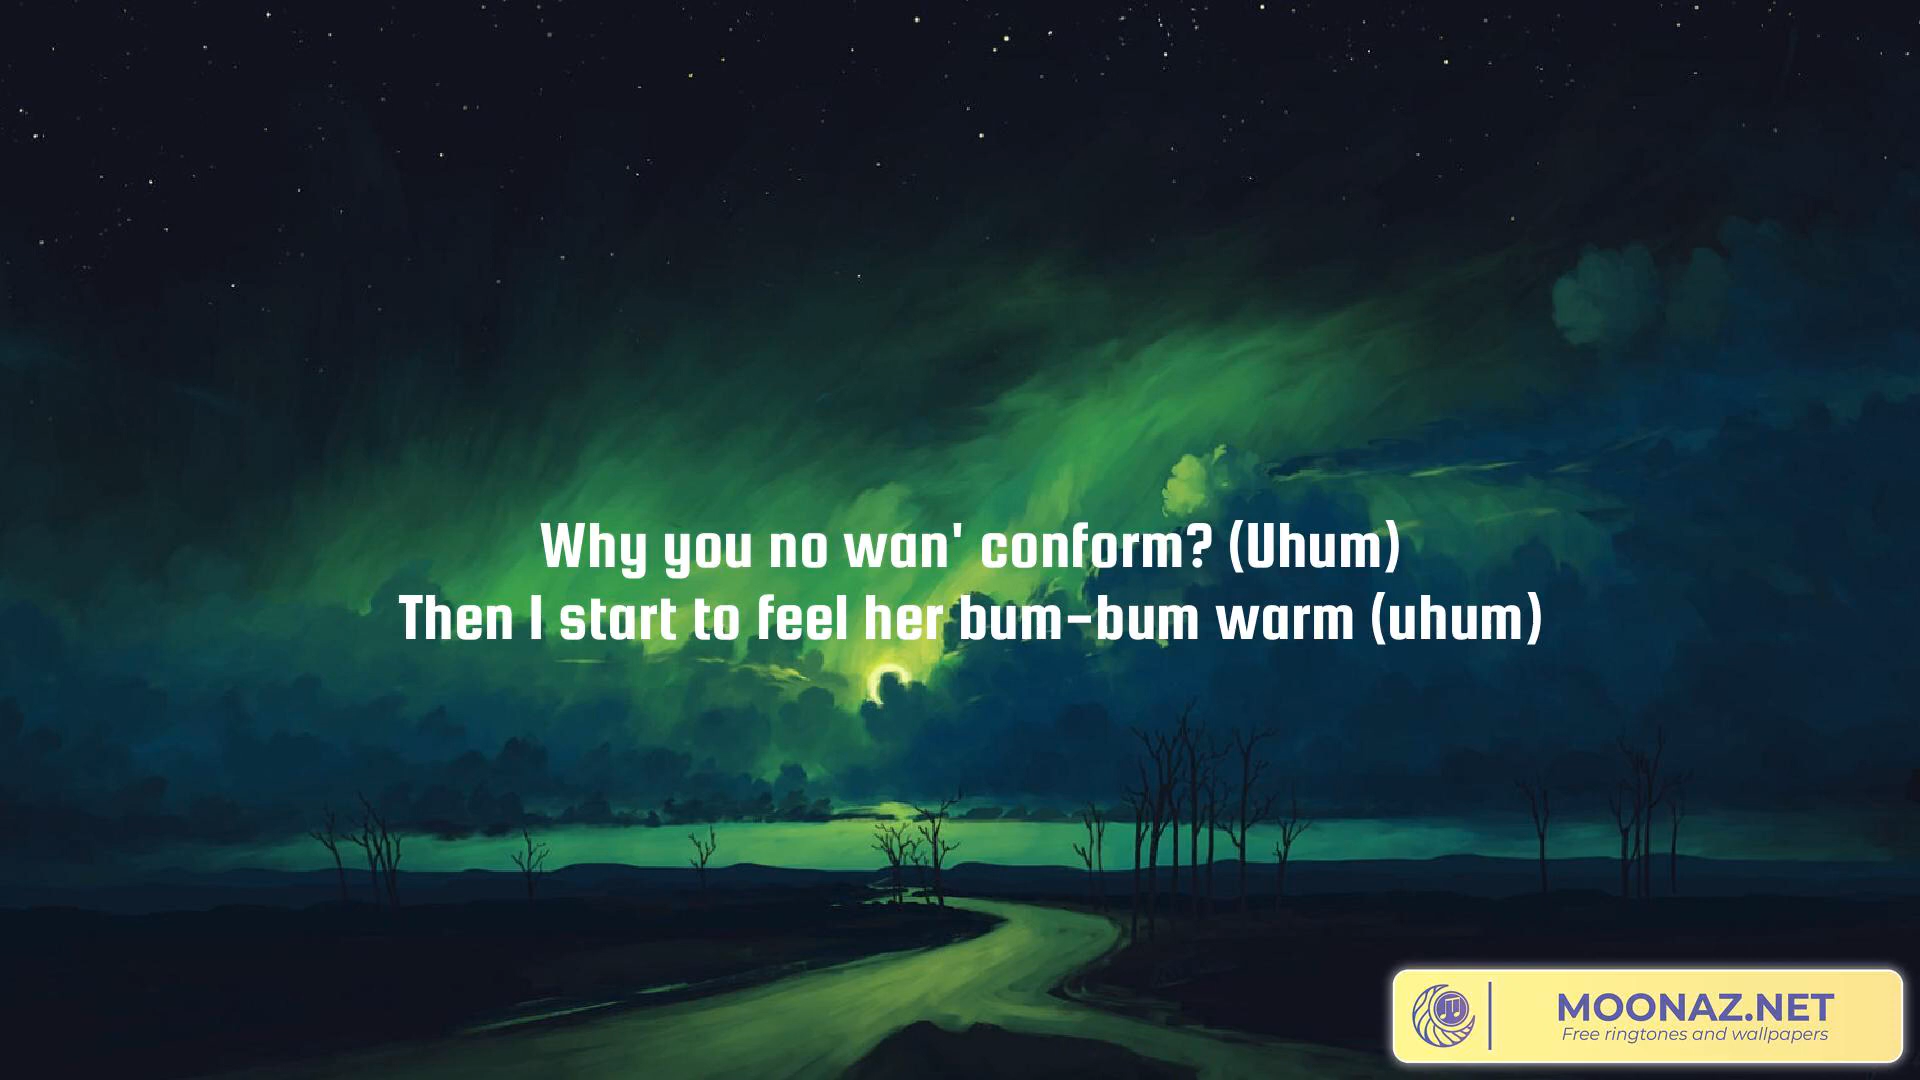 Why you no wan' conform? (Uhum)
Then I start to feel her bum-bum warm (uhum)
MOONAZ.NET
Free ringtones and wallpapers